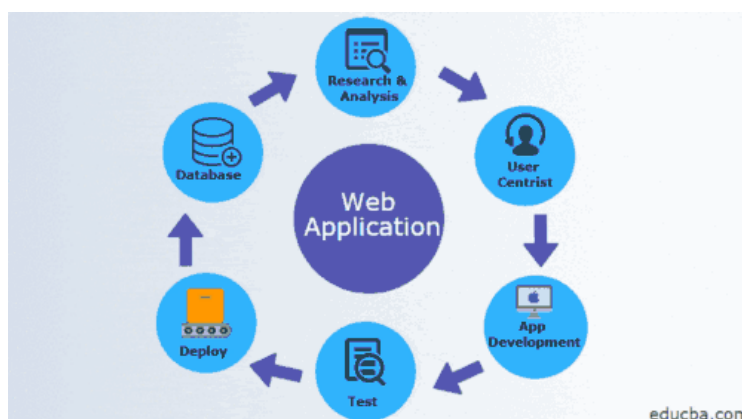 Research &
Analysis
User
Centrist
App
Development
Test
Deploy
Database
Web
Application
educba.com